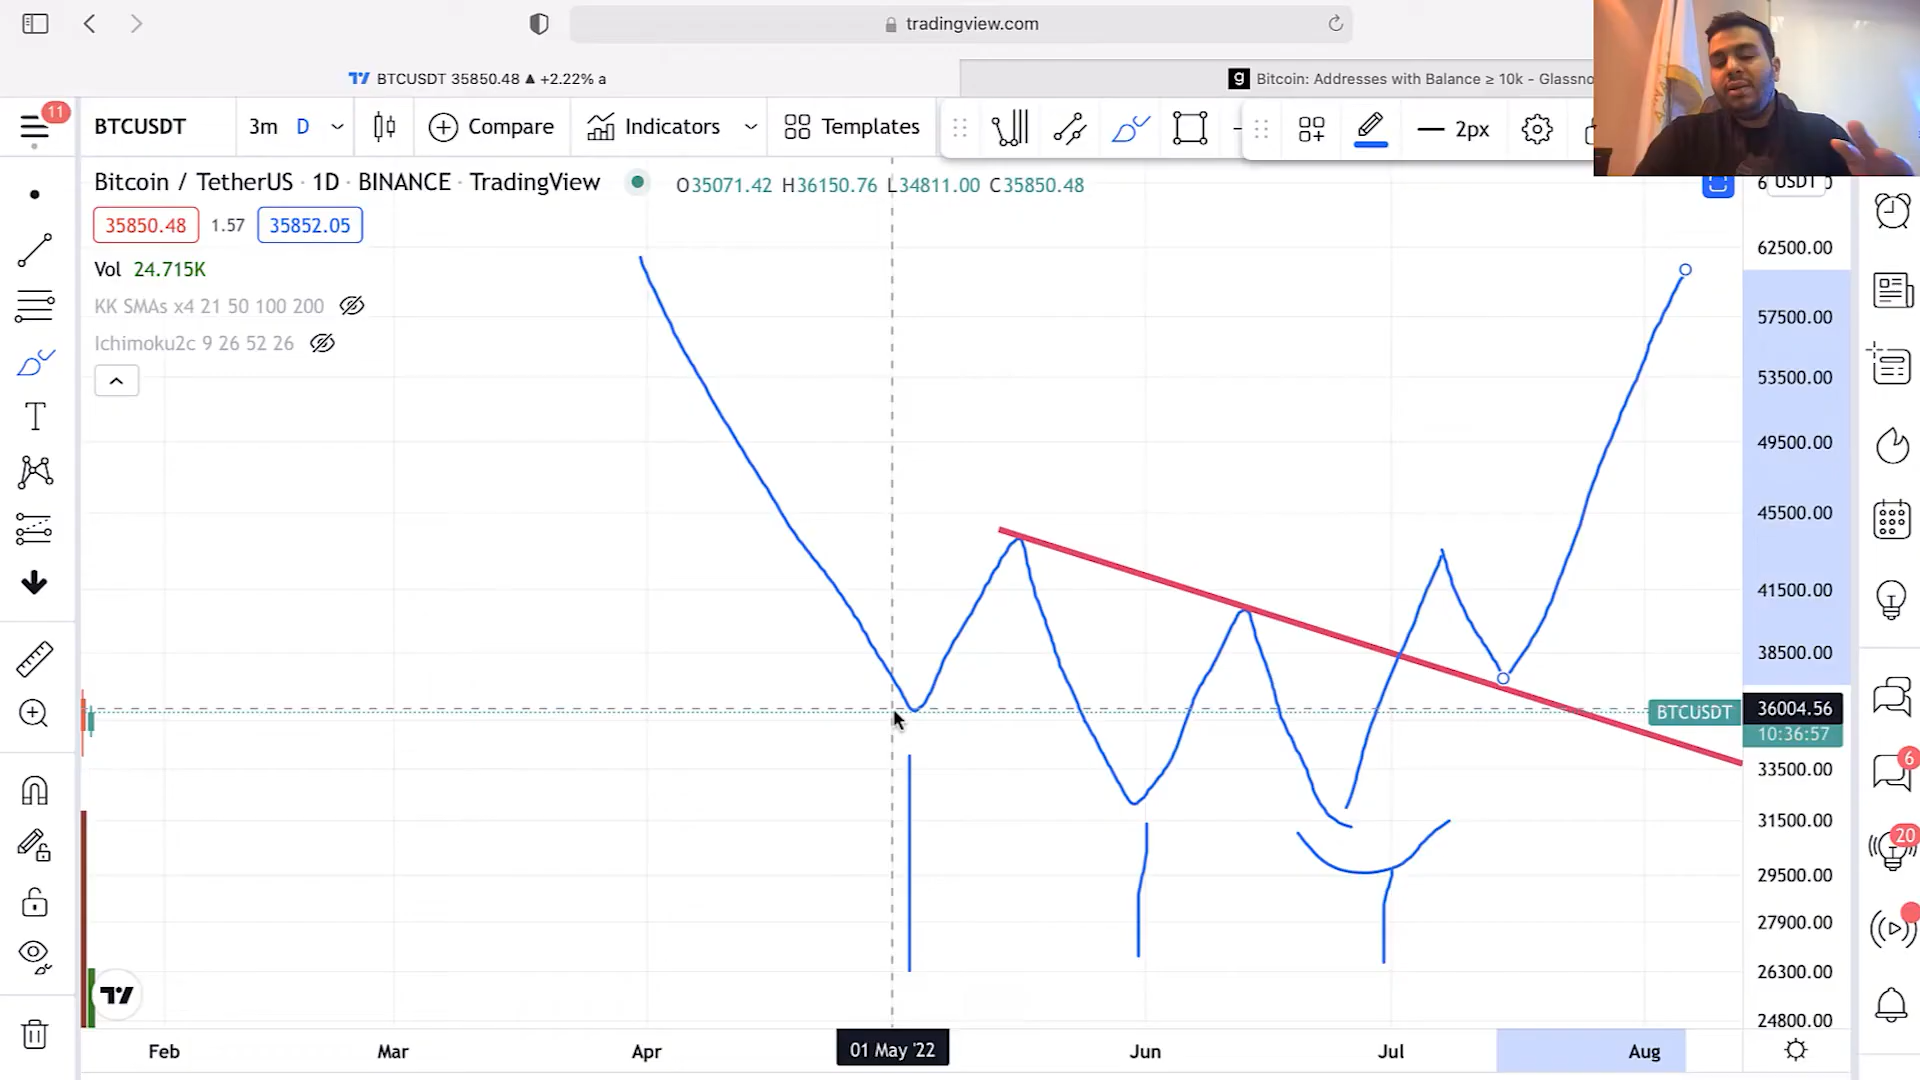 tradingview.com
BTCUSDT 35850.48 ▲ +2.22% a
g Bitcoin: Addresses with Balance ≥ 10k - Glassno
11
BTCUSDT 3m D Compare Indicators Templates 2px
Bitcoin / TetherUS · 1D · BINANCE · TradingView O35071.42 H36150.76 L34811.00 C35850.48
USDT
35850.48 1.57 35852.05
Vol 24.715K
KK SMAs x4 21 50 100 200
Ichimoku2c 9 26 52 26
62500.00
57500.00
53500.00
49500.00
45500.00
41500.00
38500.00
BTCUSDT 36004.56
10:36:57
33500.00
31500.00
29500.00
27900.00
26300.00
24800.00
6
20
Feb Mar Apr 01 May '22 Jun Jul Aug